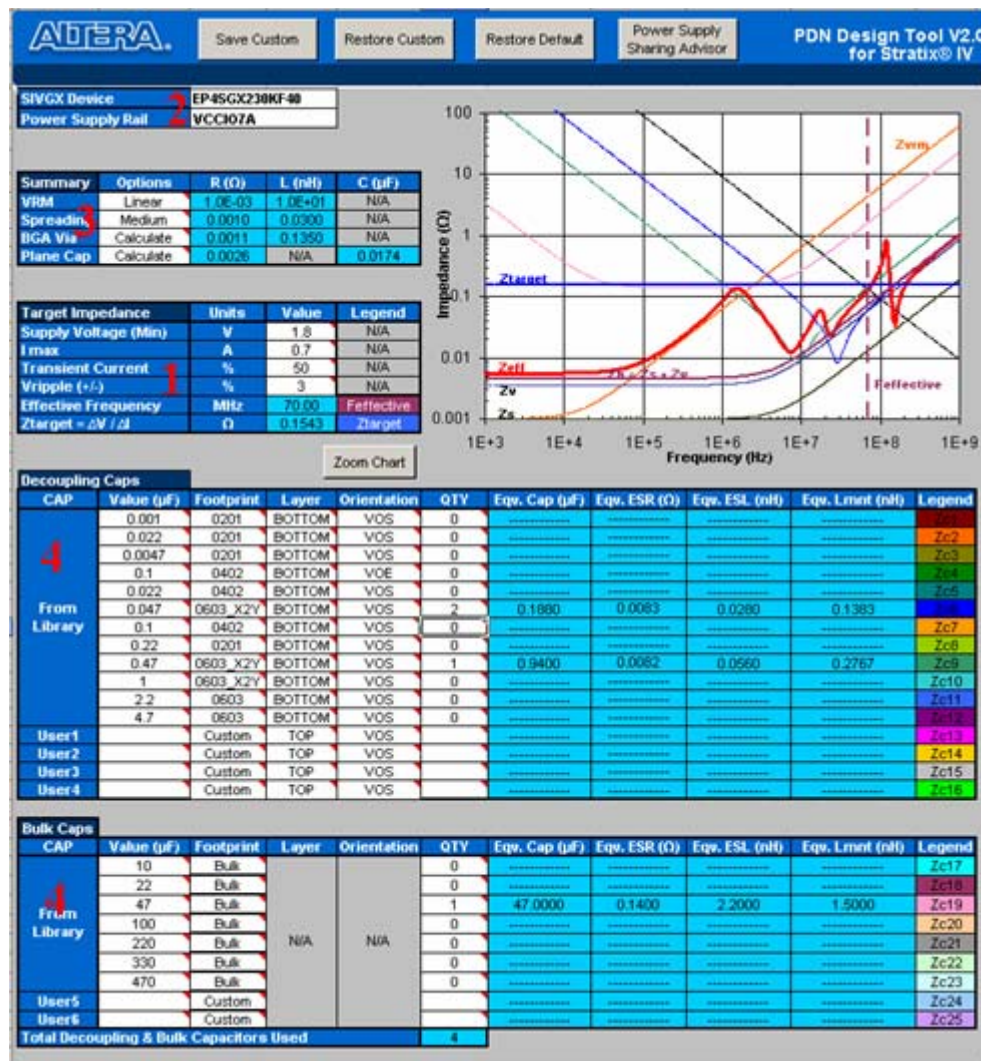 ALTERA.
Save Custom
Restore Custom
Restore Default
Power Supply
Sharing Advisor
PDN Design Tool V2.0
for Stratix® IV
SIVGX Device EP4SGX230KF40
Power Supply Rail VCCIO7A
2
Summary Options R (Ω) L (nH) C (µF)
VRM Linear 1.0E-03 1.0E+01 N/A
Spreading Medium 0.0010 0.0300 N/A
BGA Via Calculate 0.0011 0.1350 N/A
Plane Cap Calculate 0.0026 N/A 0.0174
3
Target Impedance Units Value Legend
Supply Voltage (Min) V 1.8 N/A
I max A 0.7 N/A
Transient Current % 50 N/A
Vripple (+/-) % 3 N/A
Effective Frequency MHz 70.00 Feffective
Ztarget = ΔV / ΔI Ω 0.1543 Ztarget
1
Zoom Chart
Impedance (Ω)
100
10
1
0.1
0.01
0.001
Zvrm
Ztarget
Zeff
Zv
Zs
Feffective
1E+3 1E+4 1E+5 1E+6 1E+7 1E+8 1E+9
Frequency (Hz)
Decoupling Caps
CAP Value (µF) Footprint Layer Orientation QTY Eqv. Cap (µF) Eqv. ESR (Ω) Eqv. ESL (nH) Eqv. Lmnt (nH) Legend
4
From
Library
0.001 0201 BOTTOM VOS 0 Zc1
0.022 0201 BOTTOM VOS 0 Zc2
0.0047 0201 BOTTOM VOS 0 Zc3
0.1 0402 BOTTOM VOE 0 Zc4
0.022 0402 BOTTOM VOS 0 Zc5
0.047 0603_X2Y BOTTOM VOS 2 0.1880 0.0083 0.0280 0.1383
0.1 0402 BOTTOM VOS 0 Zc7
0.22 0201 BOTTOM VOS 0 Zc8
0.47 0603_X2Y BOTTOM VOS 1 0.9400 0.0082 0.0560 0.2767 Zc9
1 0603_X2Y BOTTOM VOS 0 Zc10
2.2 0603 BOTTOM VOS 0 Zc11
4.7 0603 BOTTOM VOS 0 Zc12
User1 Custom TOP VOS Zc13
User2 Custom TOP VOS Zc14
User3 Custom TOP VOS Zc15
User4 Custom TOP VOS Zc16
Bulk Caps
CAP Value (µF) Footprint Layer Orientation QTY Eqv. Cap (µF) Eqv. ESR (Ω) Eqv. ESL (nH) Eqv. Lmnt (nH) Legend
4
From
Library
N/A N/A
10 Bulk 0 Zc17
22 Bulk 0 Zc18
47 Bulk 1 47.0000 0.1400 2.2000 1.5000 Zc19
100 Bulk 0 Zc20
220 Bulk 0 Zc21
330 Bulk 0 Zc22
470 Bulk 0 Zc23
User5 Custom Zc24
User6 Custom Zc25
Total Decoupling & Bulk Capacitors Used 4